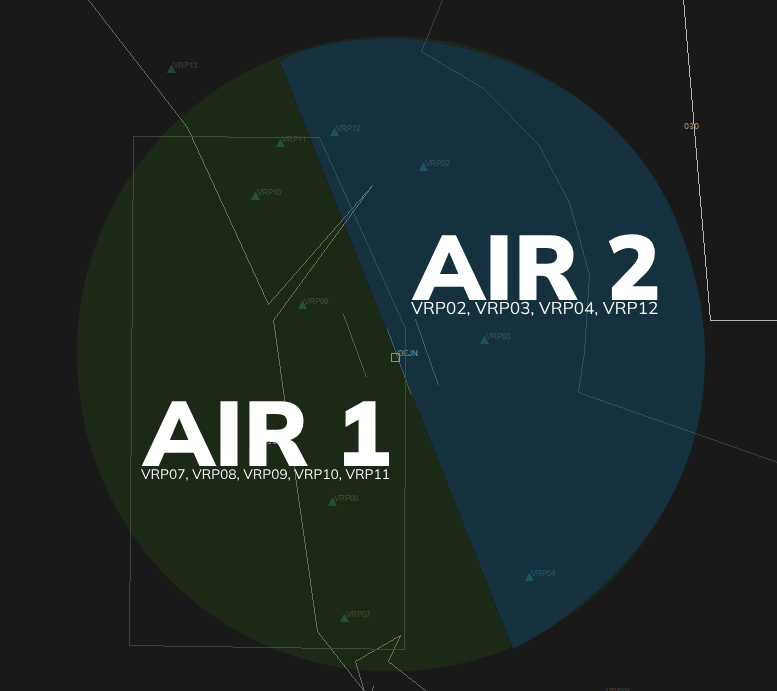 VRP13
030
VRP12
VRP11
VRP02
VRP10
AIR 2
VRP02, VRP03, VRP04, VRP12
VRP03
OEJN
AIR 1
VRP07, VRP08, VRP09, VRP10, VRP11
VRP08
VRP04
VRP07